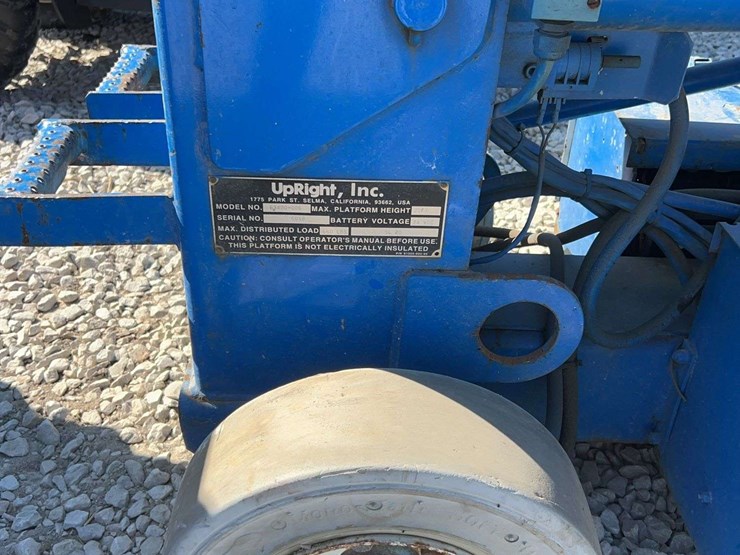 UpRight, Inc.
1775 PARK ST. SELMA, CALIFORNIA, 93662, USA
MODEL NO. MAX. PLATFORM HEIGHT
SERIAL NO. BATTERY VOLTAGE
MAX. DISTRIBUTED LOAD
CAUTION: CONSULT OPERATOR'S MANUAL BEFORE USE.
THIS PLATFORM IS NOT ELECTRICALLY INSULATED